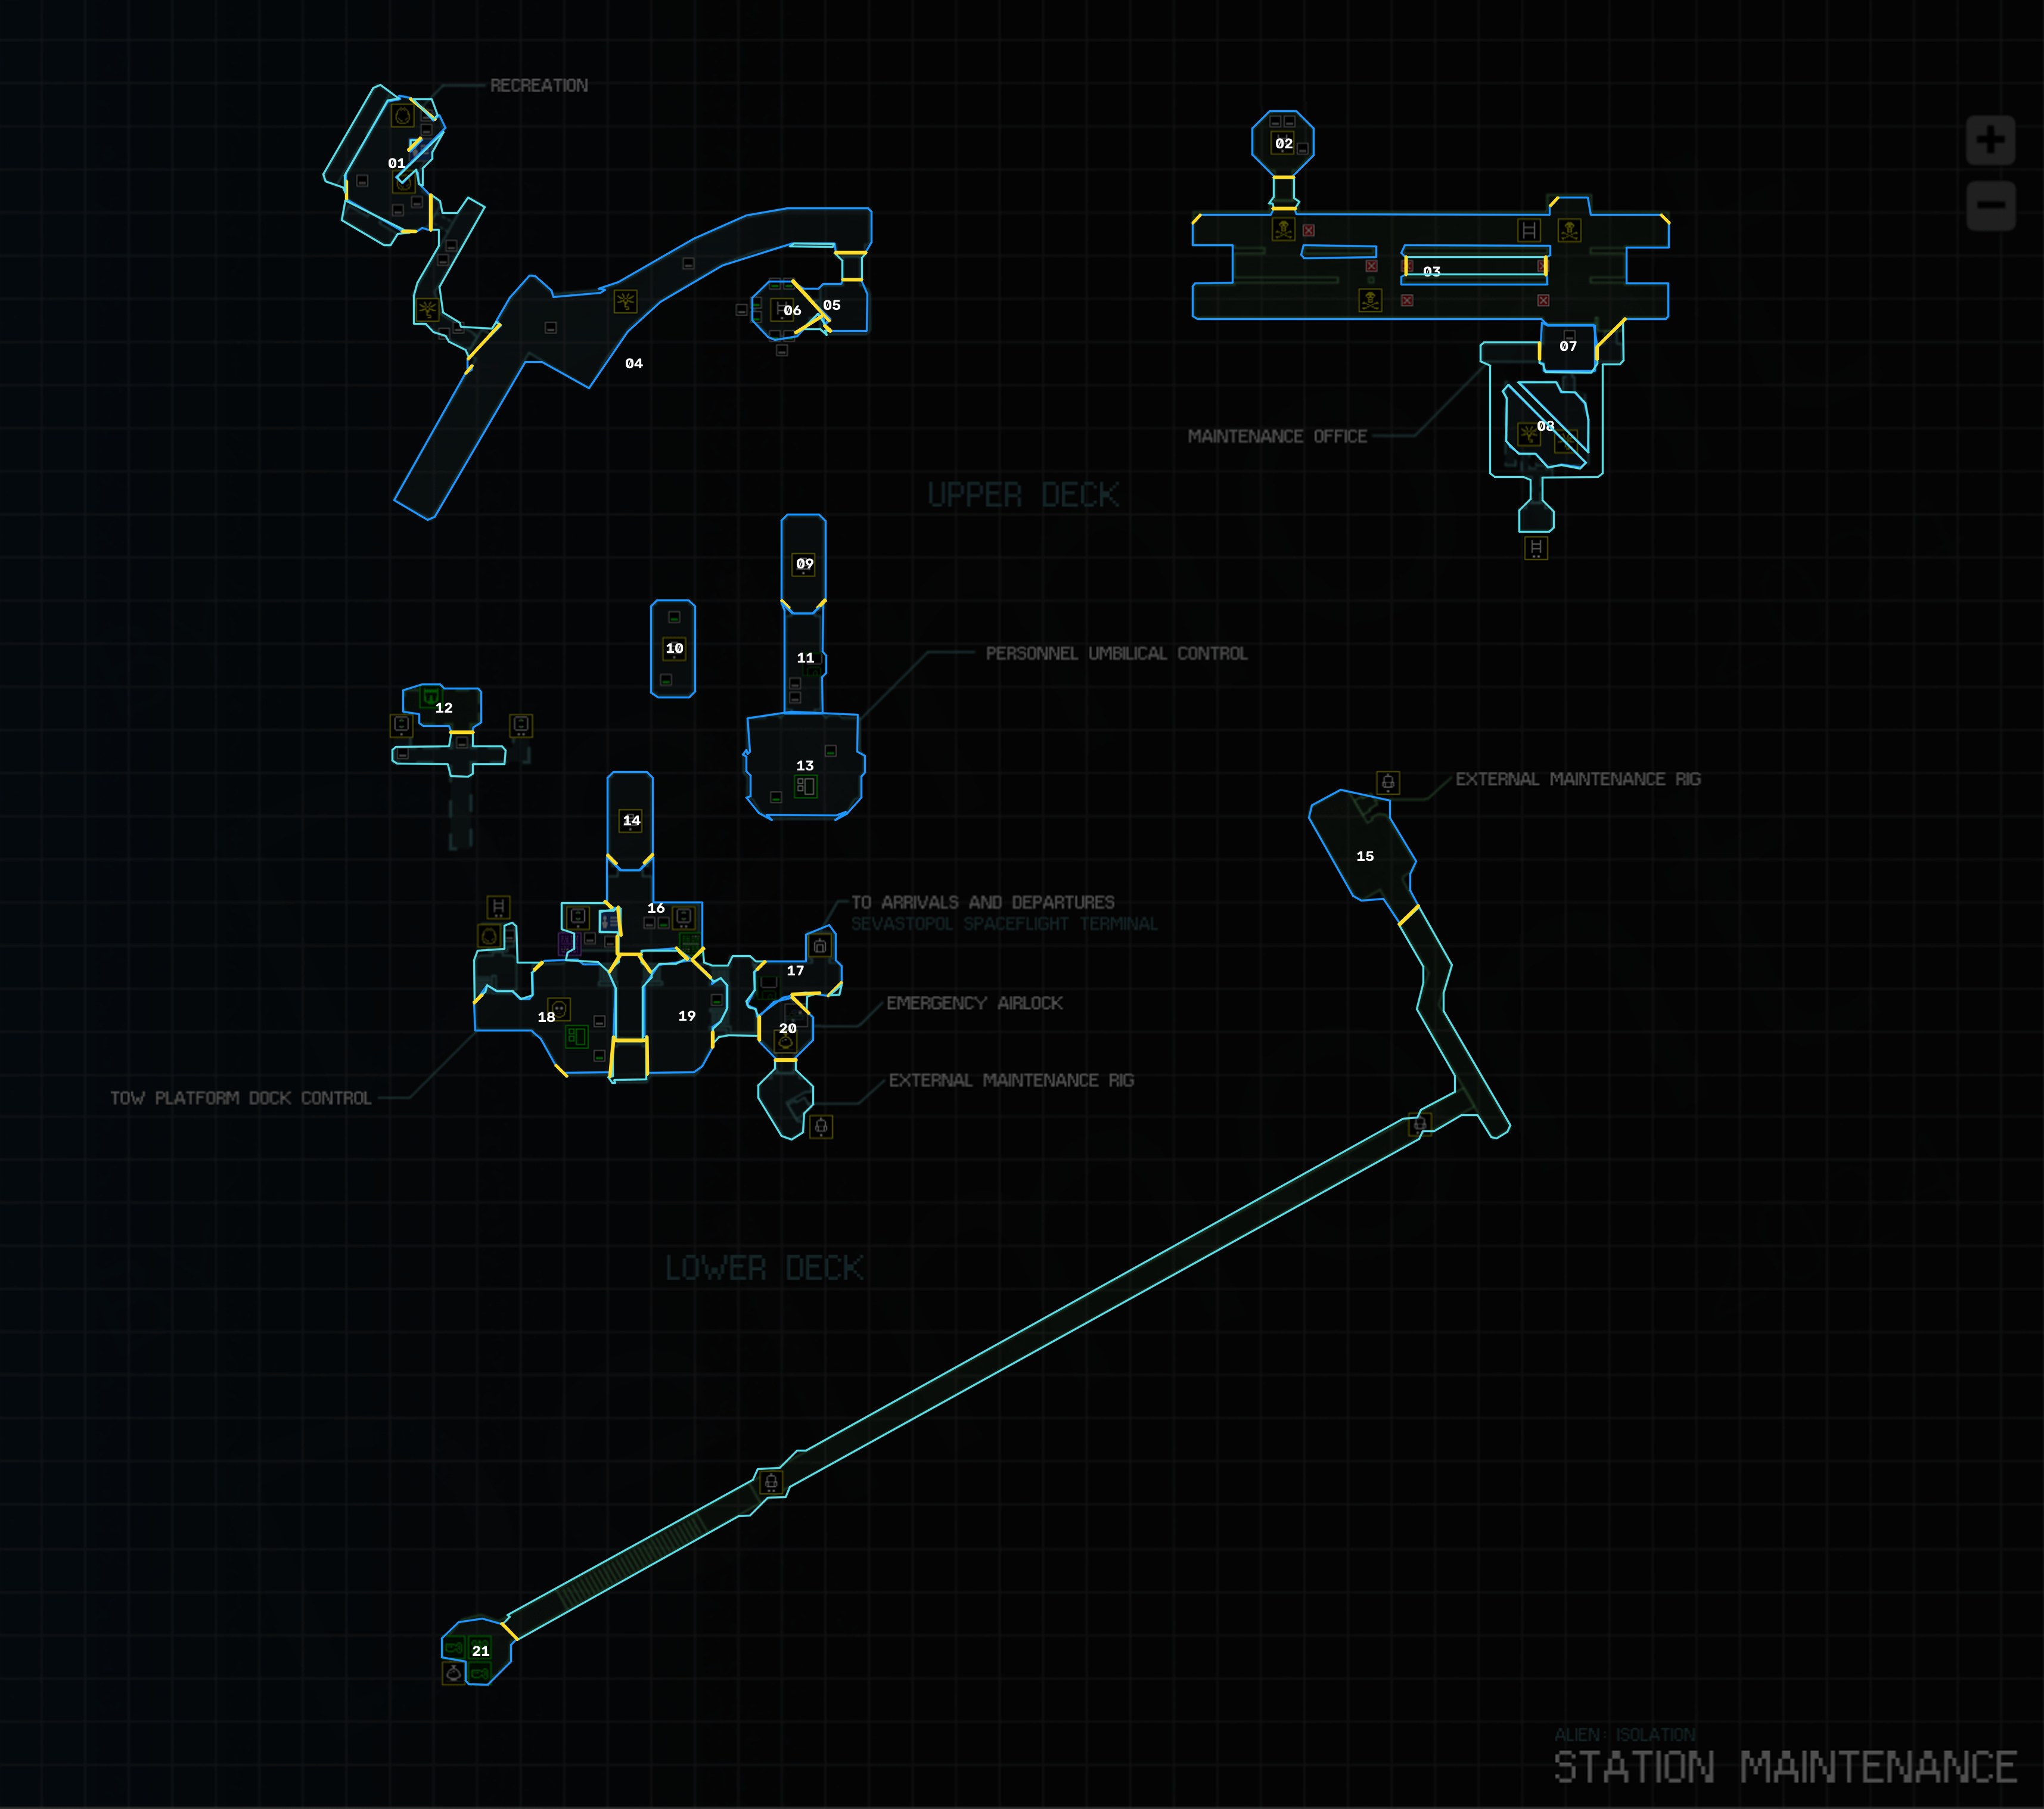 RECREATION
01
02
03
04
05
06
07
08
MAINTENANCE OFFICE
UPPER DECK
09
10
11
PERSONNEL UMBILICAL CONTROL
12
13
14
EXTERNAL MAINTENANCE RIG
15
16
TO ARRIVALS AND DEPARTURES
SEVASTOPOL SPACEFLIGHT TERMINAL
17
EMERGENCY AIRLOCK
18
19
20
EXTERNAL MAINTENANCE RIG
TOW PLATFORM DOCK CONTROL
LOWER DECK
21
ALIEN: ISOLATION
STATION MAINTENANCE